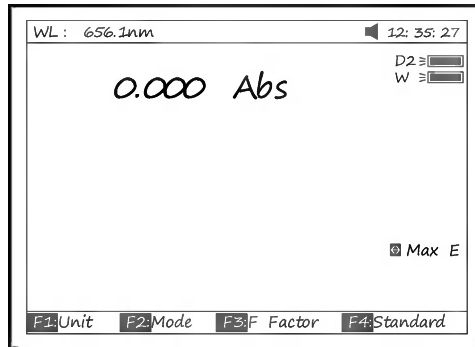 WL: 656.1nm 12:35:27
0.000 Abs
D2
W
Max E
F1:Unit F2:Mode F3:F Factor F4:Standard